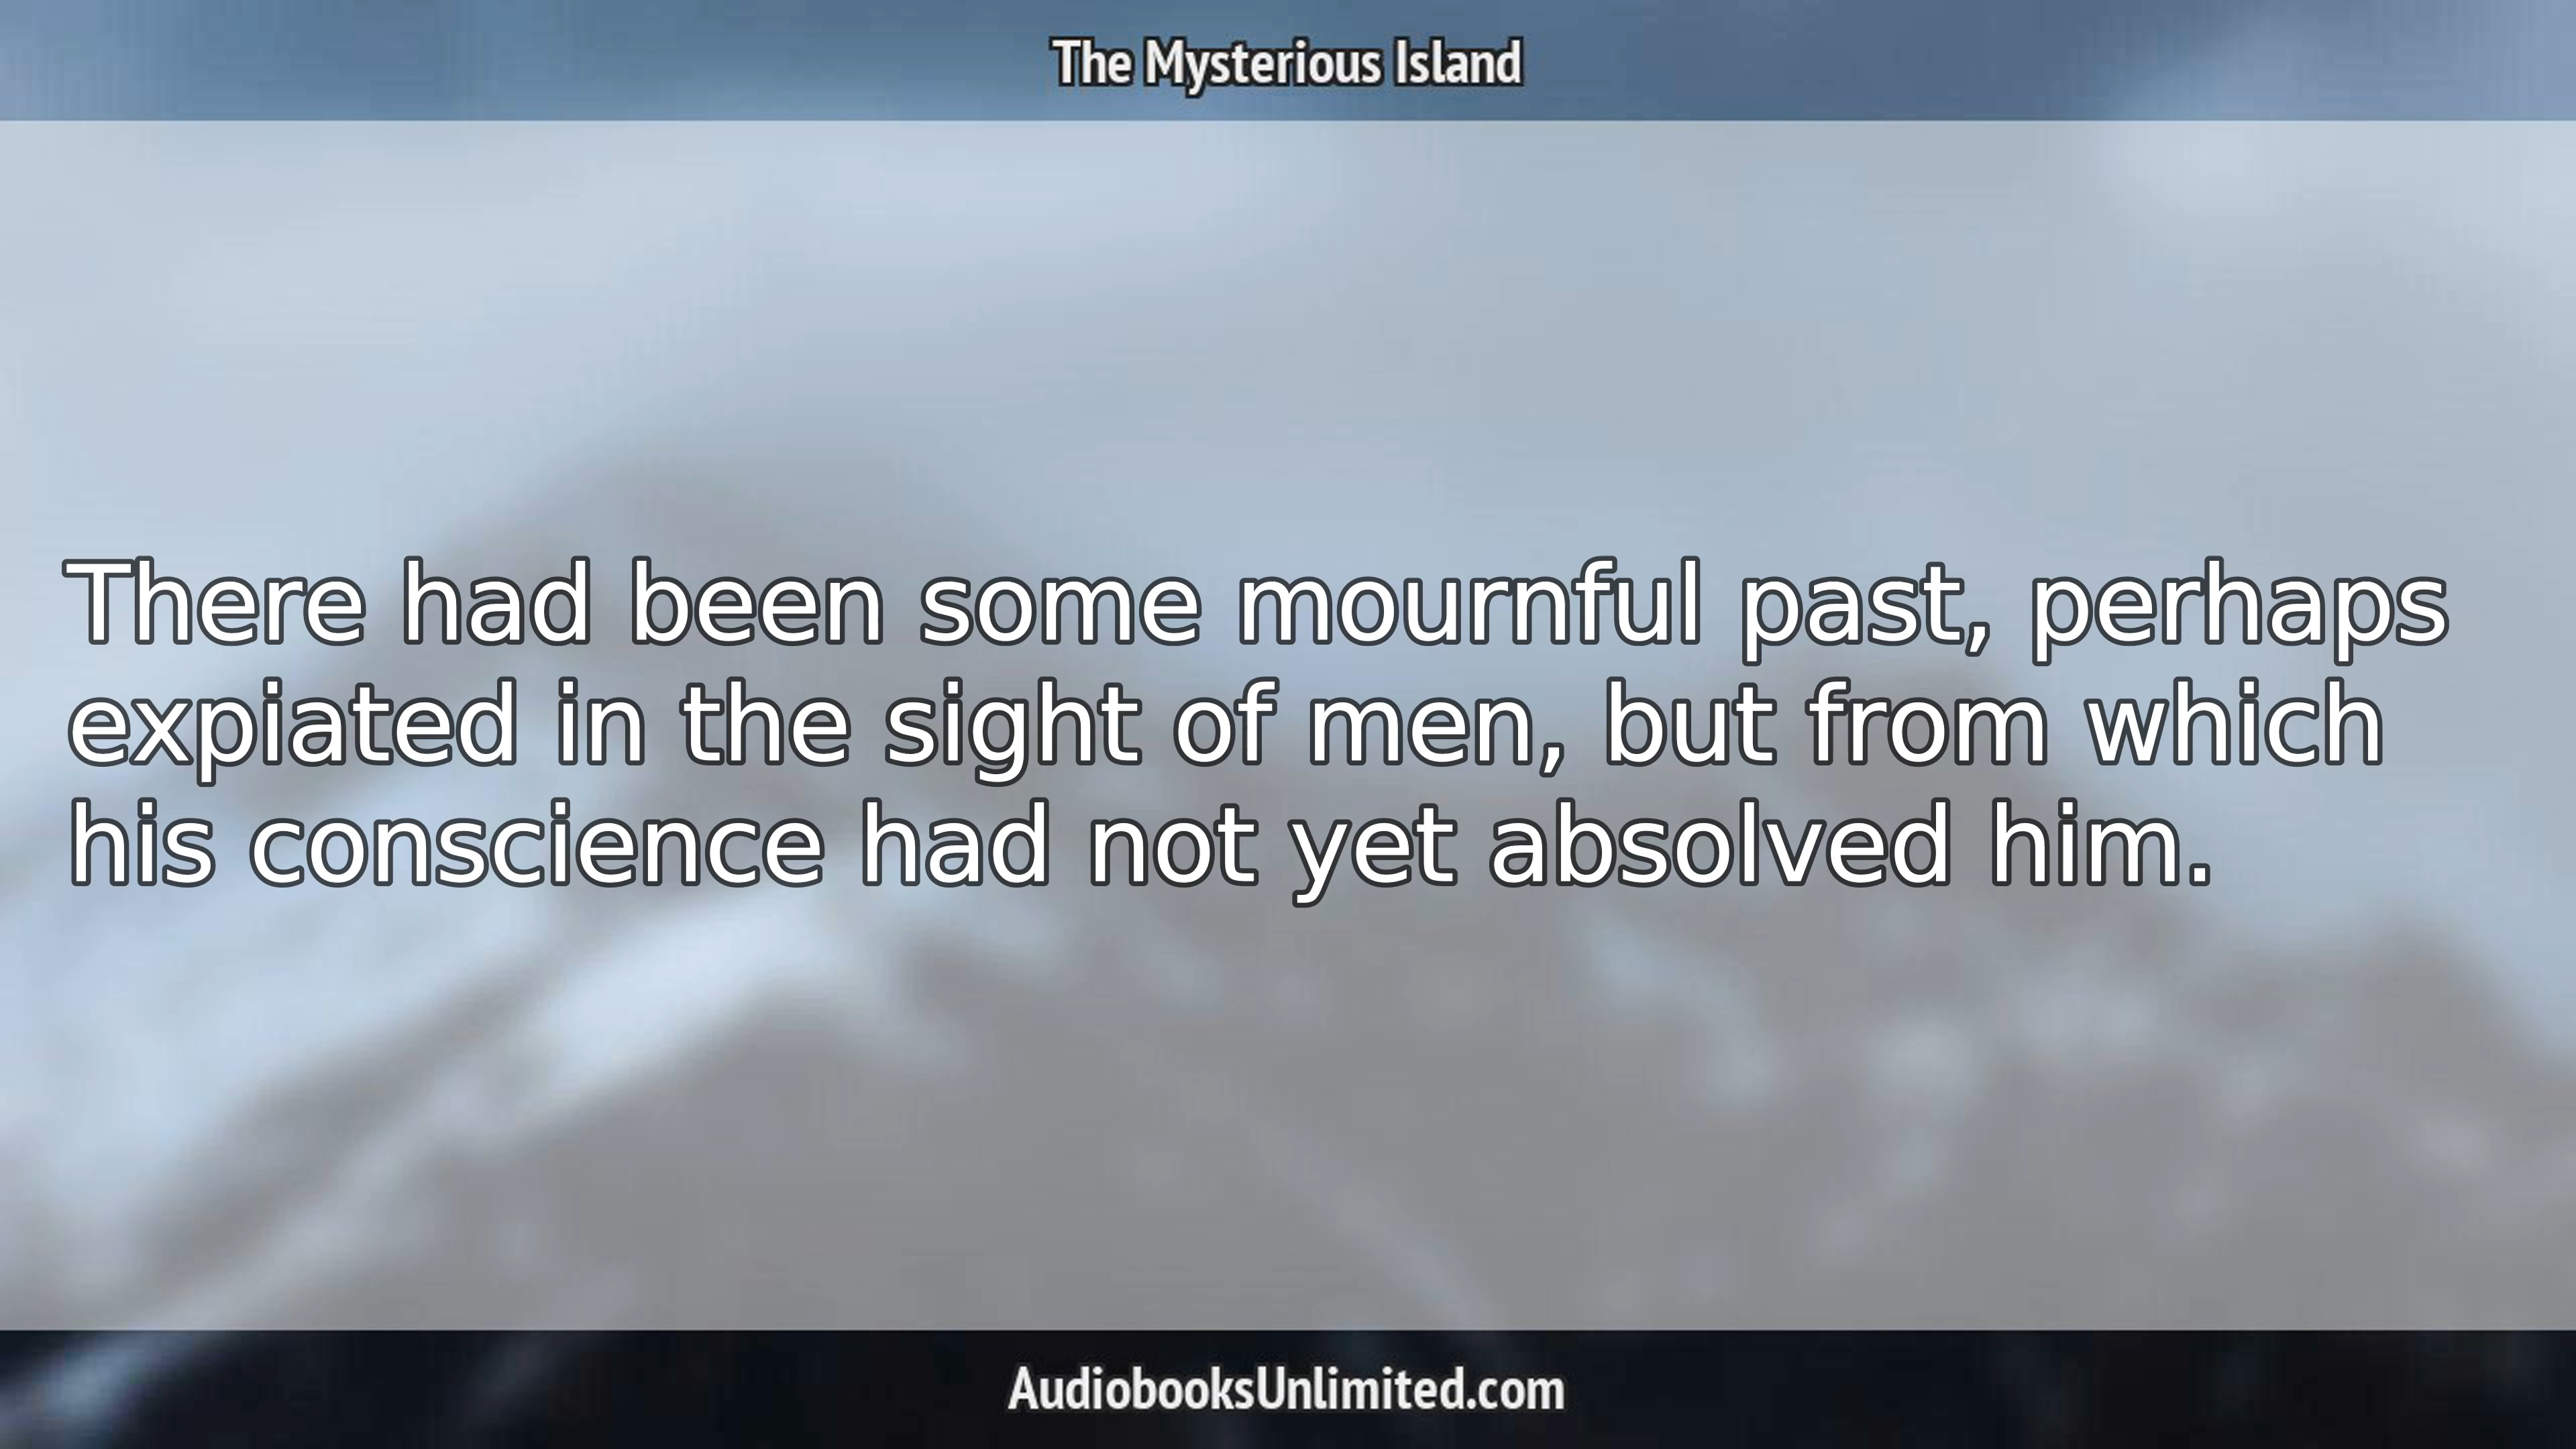 The Mysterious Island
There had been some mournful past, perhaps
expiated in the sight of men, but from which
his conscience had not yet absolved him.
AudiobooksUnlimited.com